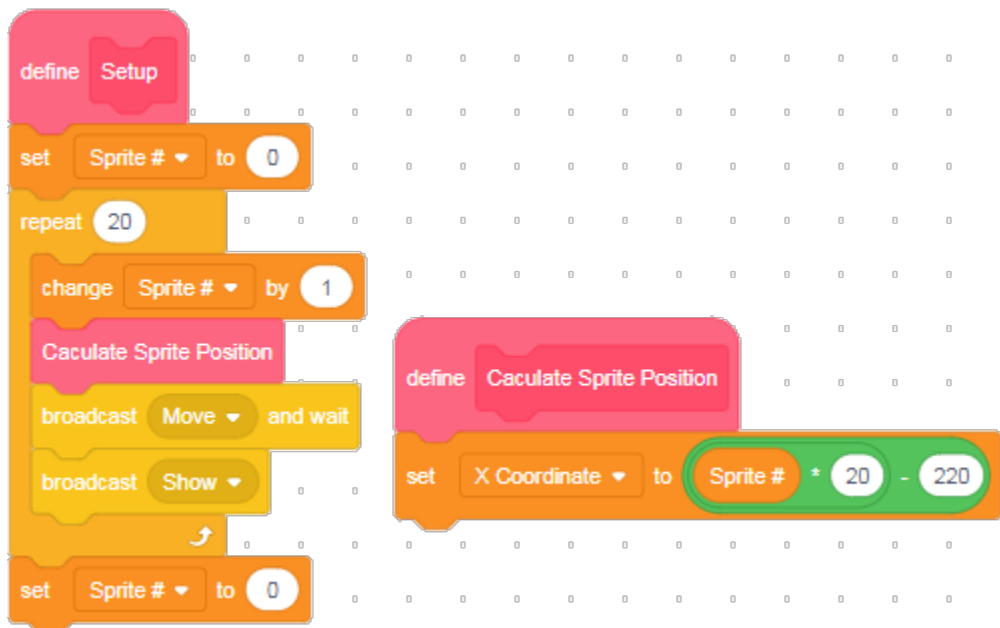 define Setup
set Sprite # to 0
repeat 20
change Sprite # by 1
Caculate Sprite Position
broadcast Move and wait
broadcast Show
set Sprite # to 0
define Caculate Sprite Position
set X Coordinate to Sprite # * 20 - 220